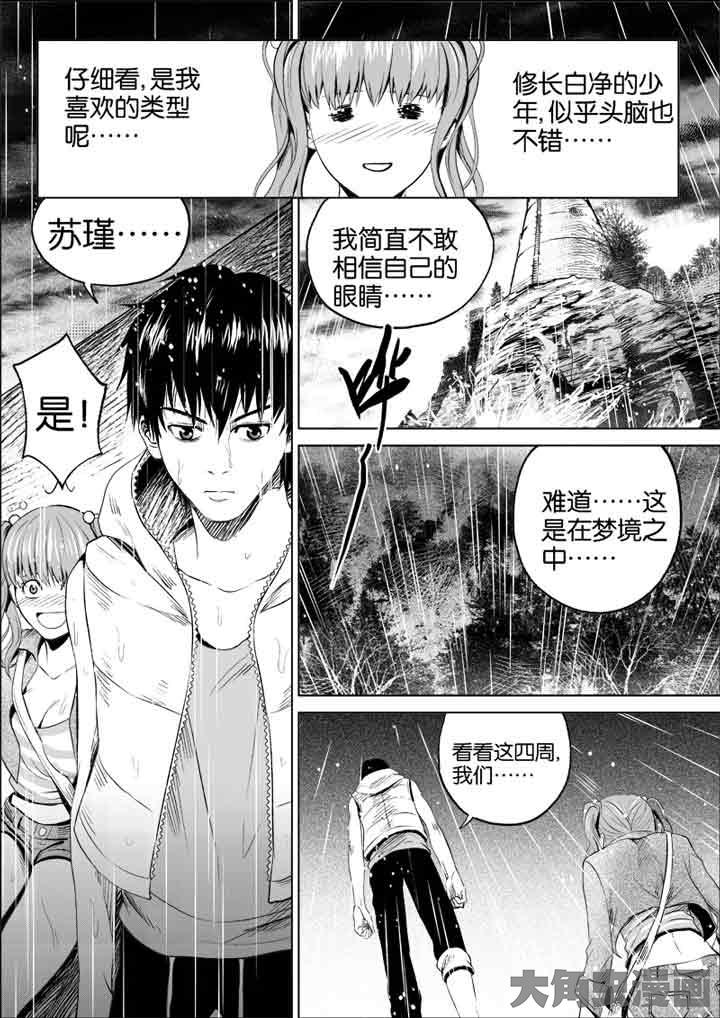 仔细看,是我
喜欢的类型
呢……
修长白净的少
年,似乎头脑也
不错……
苏瑾……
是!
我简直不敢
相信自己的
眼睛……
难道……这
是在梦境之
中……
看看这四周,
我们……
大角虫漫画